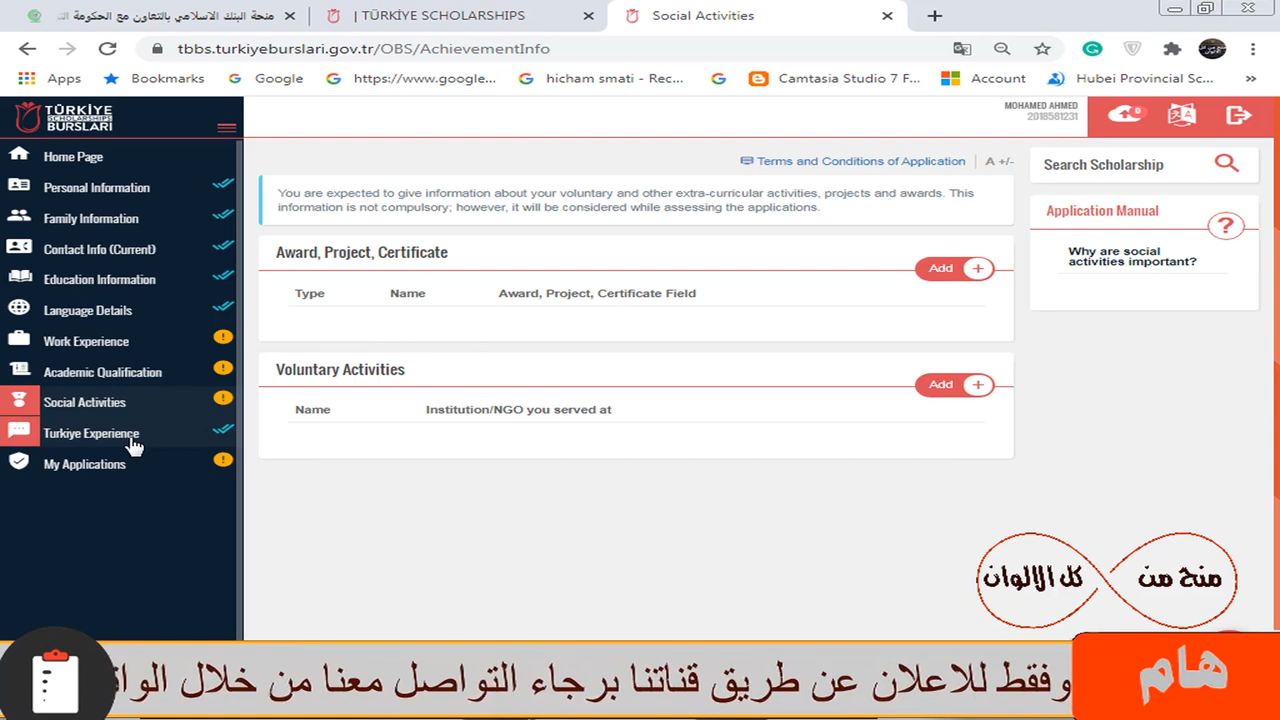 منحة البنك الاسلامي بالتعاون مع الحكومة الت
| TÜRKİYE SCHOLARSHIPS
Social Activities
tbbs.turkiyeburslari.gov.tr/OBS/AchievementInfo
Apps
Bookmarks
Google
https://www.google...
hicham smati - Rec...
Camtasia Studio 7 F...
Account
Hubei Provincial Sc...
»
TÜRKİYE
SCHOLARSHIPS
BURSLARI
MOHAMED AHMED
2018581231
0
Home Page
Personal Information
Family Information
Contact Info (Current)
Education Information
Language Details
Work Experience
Academic Qualification
Social Activities
Turkiye Experience
My Applications
Terms and Conditions of Application | A +/-
You are expected to give information about your voluntary and other extra-curricular activities, projects and awards. This
information is not compulsory; however, it will be considered while assessing the applications.
Award, Project, Certificate
Add +
Type Name Award, Project, Certificate Field
Voluntary Activities
Add +
Name Institution/NGO you served at
Search Scholarship
Application Manual
?
Why are social
activities important?
منح من كل الالوان
هام
وفقط للاعلان عن طريق قناتنا برجاء التواصل معنا من خلال